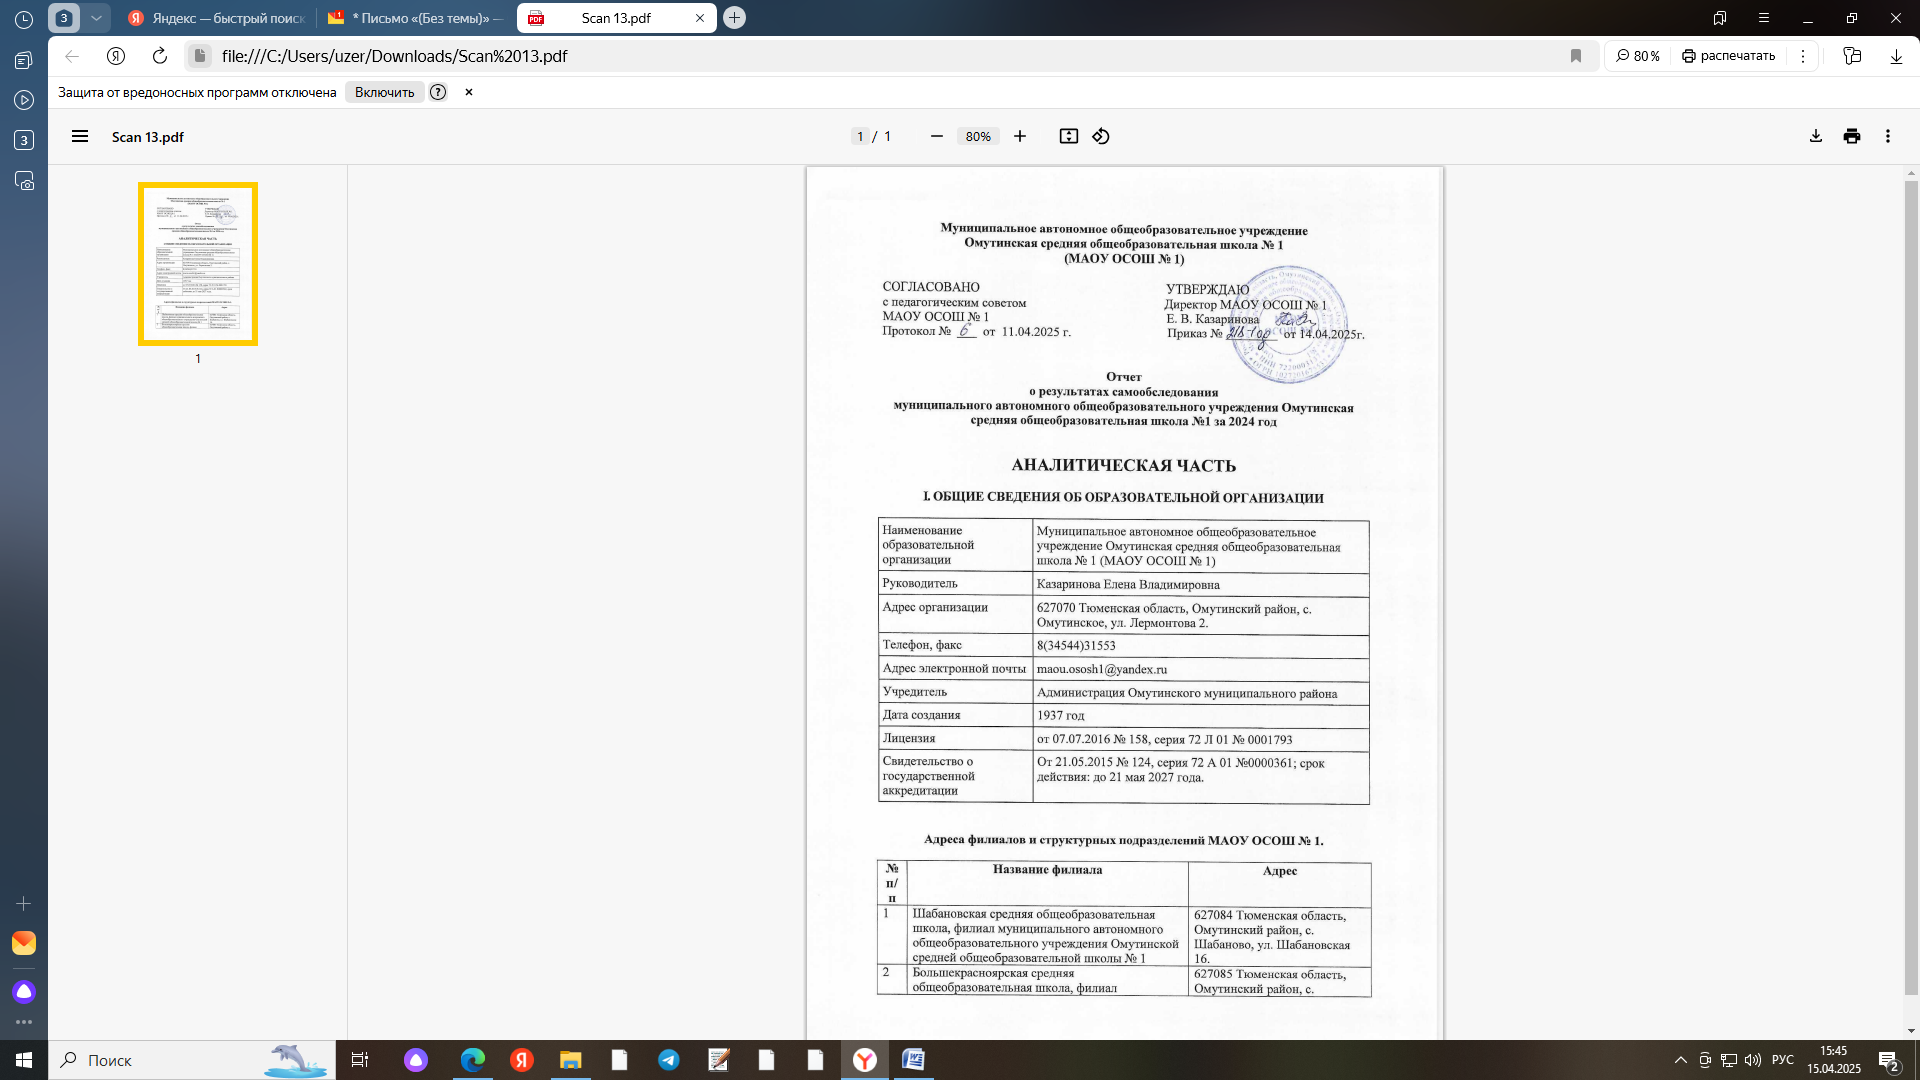 3
Яндекс — быстрый поиск
* Письмо «(Без темы)» —
Scan 13.pdf
file:///C:/Users/uzer/Downloads/Scan%2013.pdf
80%
распечатать
Защита от вредоносных программ отключена
Включить
3
Scan 13.pdf
1 / 1
80%
1
Муниципальное автономное общеобразовательное учреждение
Омутинская средняя общеобразовательная школа № 1
(МАОУ ОСОШ № 1)
СОГЛАСОВАНО
с педагогическим советом
МАОУ ОСОШ № 1
Протокол № 6 от 11.04.2025 г.
УТВЕРЖДАЮ
Директор МАОУ ОСОШ № 1
Е. В. Казаринова
Приказ № от 14.04.2025г.
Отчет
о результатах самообследования
муниципального автономного общеобразовательного учреждения Омутинская
средняя общеобразовательная школа №1 за 2024 год
АНАЛИТИЧЕСКАЯ ЧАСТЬ
I. ОБЩИЕ СВЕДЕНИЯ ОБ ОБРАЗОВАТЕЛЬНОЙ ОРГАНИЗАЦИИ
Наименование
образовательной
организации
Муниципальное автономное общеобразовательное
учреждение Омутинская средняя общеобразовательная
школа № 1 (МАОУ ОСОШ № 1)
Руководитель
Казаринова Елена Владимировна
Адрес организации
627070 Тюменская область, Омутинский район, с.
Омутинское, ул. Лермонтова 2.
Телефон, факс
8(34544)31553
Адрес электронной почты
maou.ososh1@yandex.ru
Учредитель
Администрация Омутинского муниципального района
Дата создания
1937 год
Лицензия
от 07.07.2016 № 158, серия 72 Л 01 № 0001793
Свидетельство о
государственной
аккредитации
От 21.05.2015 № 124, серия 72 А 01 №0000361; срок
действия: до 21 мая 2027 года.
Адреса филиалов и структурных подразделений МАОУ ОСОШ № 1.
№
п/
п
Название филиала
Адрес
1
Шабановская средняя общеобразовательная
школа, филиал муниципального автономного
общеобразовательного учреждения Омутинской
средней общеобразовательной школы № 1
627084 Тюменская область,
Омутинский район, с.
Шабаново, ул. Шабановская
16.
2
Большекрасноярская средняя
общеобразовательная школа, филиал
627085 Тюменская область,
Омутинский район, с.
Поиск
РУС
15:45
15.04.2025
2